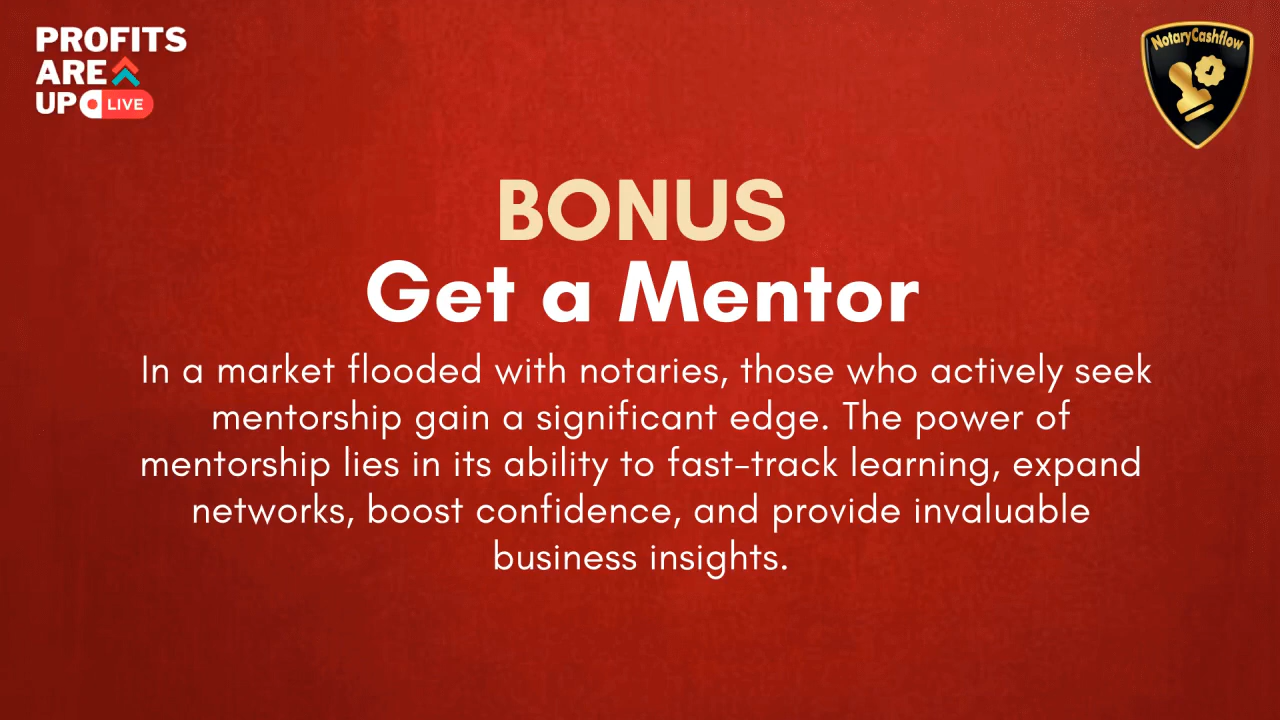 PROFITS
ARE
UP LIVE
NotaryCashflow
BONUS
Get a Mentor
In a market flooded with notaries, those who actively seek
mentorship gain a significant edge. The power of
mentorship lies in its ability to fast-track learning, expand
networks, boost confidence, and provide invaluable
business insights.